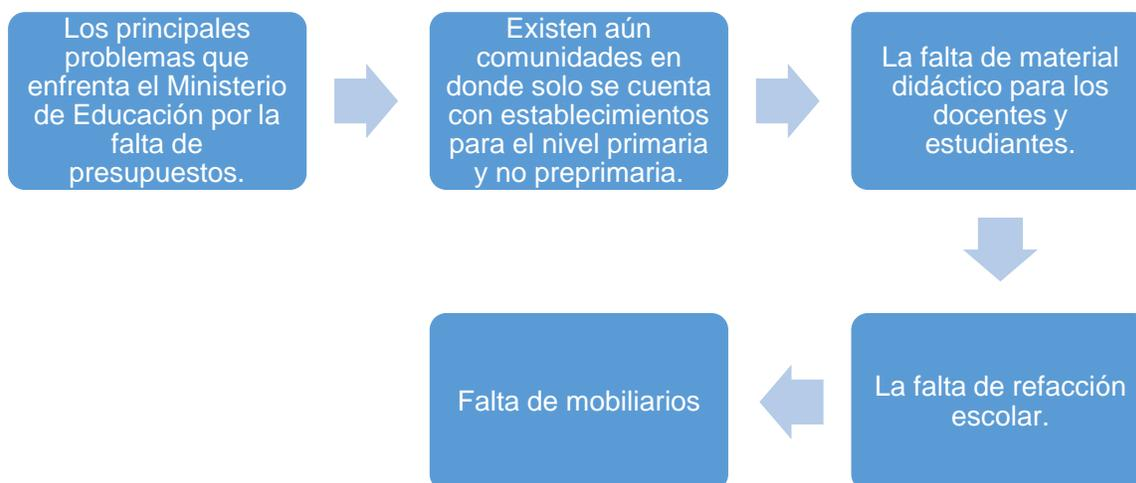 Los principales
problemas que
enfrenta el Ministerio
de Educación por la
falta de
presupuestos.
Existen aún
comunidades en
donde solo se cuenta
con establecimientos
para el nivel primaria
y no preprimaria.
La falta de material
didáctico para los
docentes y
estudiantes.
La falta de refacción
escolar.
Falta de mobiliarios